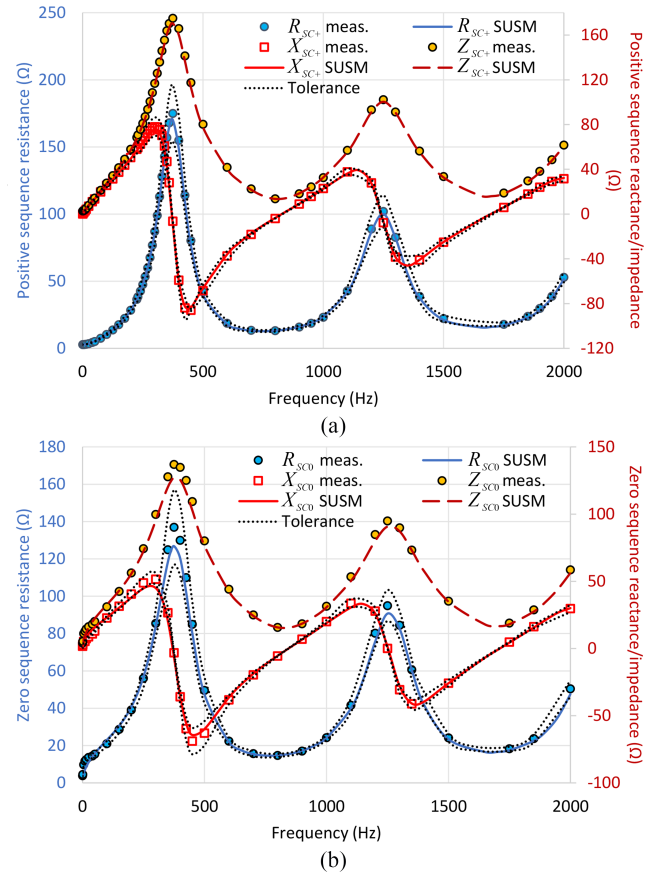 R_SC+ meas. R_SC+ SUSM
X_SC+ meas. Z_SC+ meas.
X_SC+ SUSM Z_SC+ SUSM
Tolerance
Positive sequence resistance (Ω)
250
200
150
100
50
0
Positive sequence reactance/impedance (Ω)
160
120
80
40
0
-40
-80
-120
0 500 1000 1500 2000
Frequency (Hz)
(a)
R_SC0 meas. R_SC0 SUSM
X_SC0 meas. Z_SC0 meas.
X_SC0 SUSM Z_SC0 SUSM
Tolerance
Zero sequence resistance (Ω)
180
160
140
120
100
80
60
40
20
0
Zero sequence reactance/impedance (Ω)
150
100
50
0
-50
-100
0 500 1000 1500 2000
Frequency (Hz)
(b)